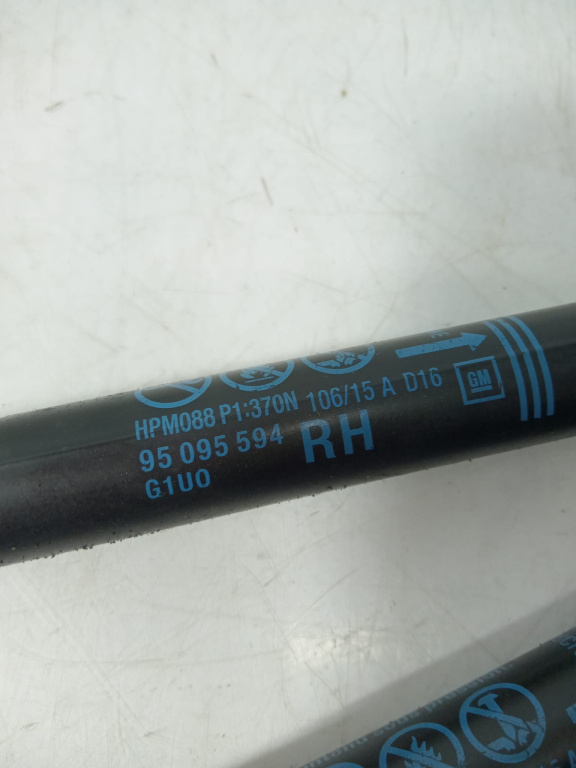 HPM088 P1:370N 106/15 A D16 GM
95 095 594 RH
G1U0